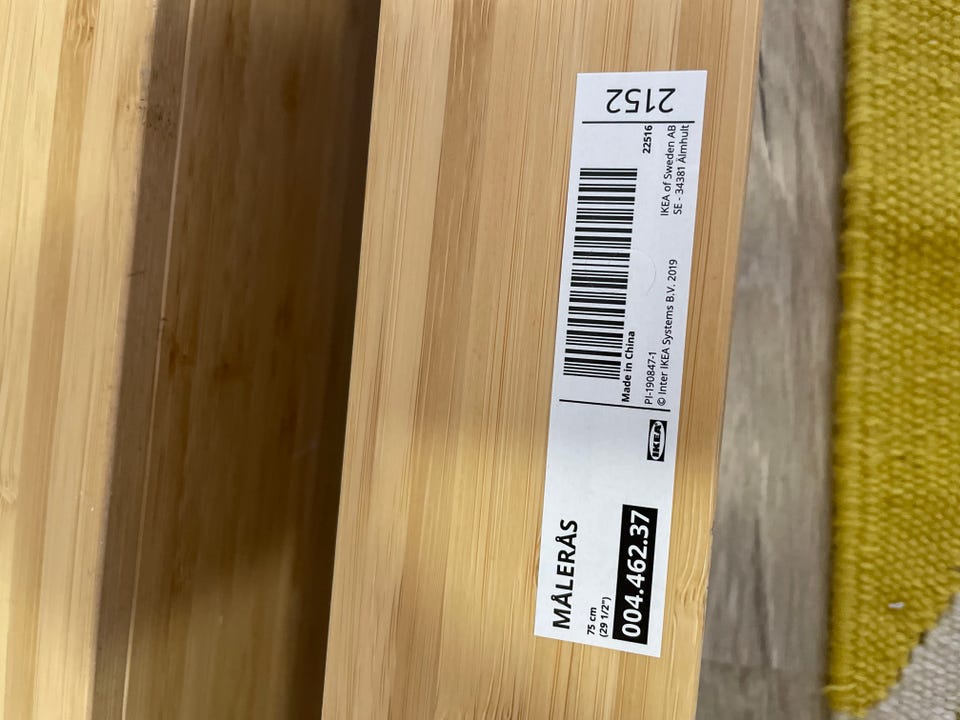 MÅLERÅS
75 cm
(29 1/2")
004.462.37
IKEA
Made in China
22516
PI-190847-1
© Inter IKEA Systems B.V. 2019
IKEA of Sweden AB
SE - 34381 Älmhult
2152